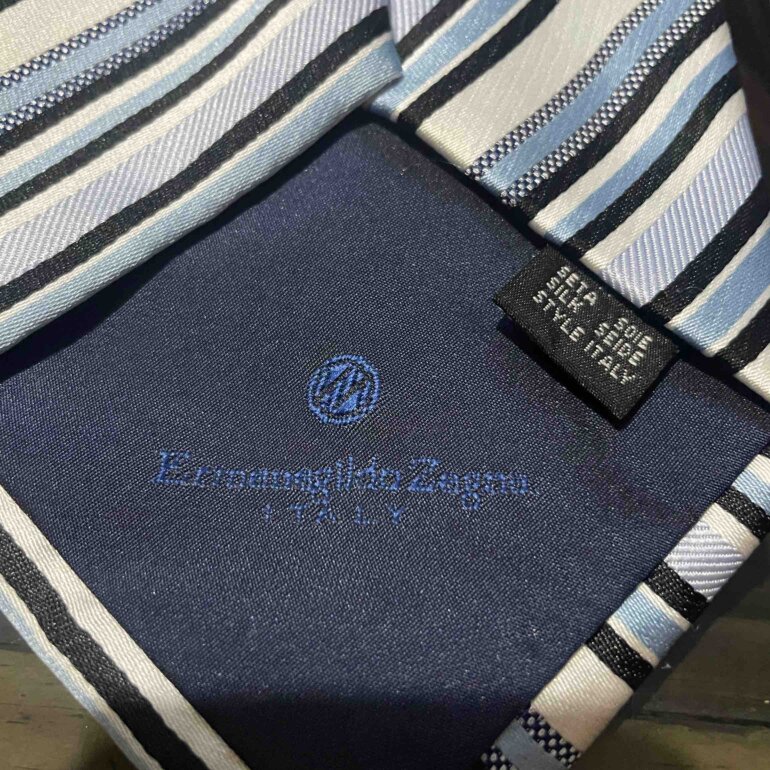 SETA SOIE
SILK SEIDE
STYLE ITALY
Ermenegildo Zegna
ITALY